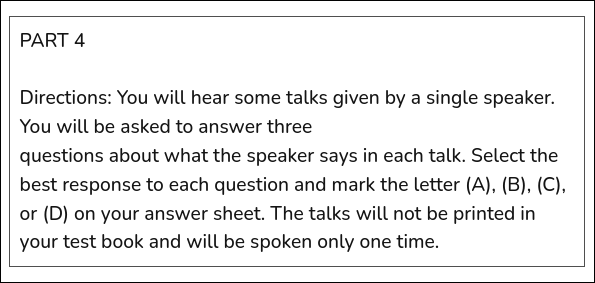 PART 4
Directions: You will hear some talks given by a single speaker.
You will be asked to answer three
questions about what the speaker says in each talk. Select the
best response to each question and mark the letter (A), (B), (C),
or (D) on your answer sheet. The talks will not be printed in
your test book and will be spoken only one time.